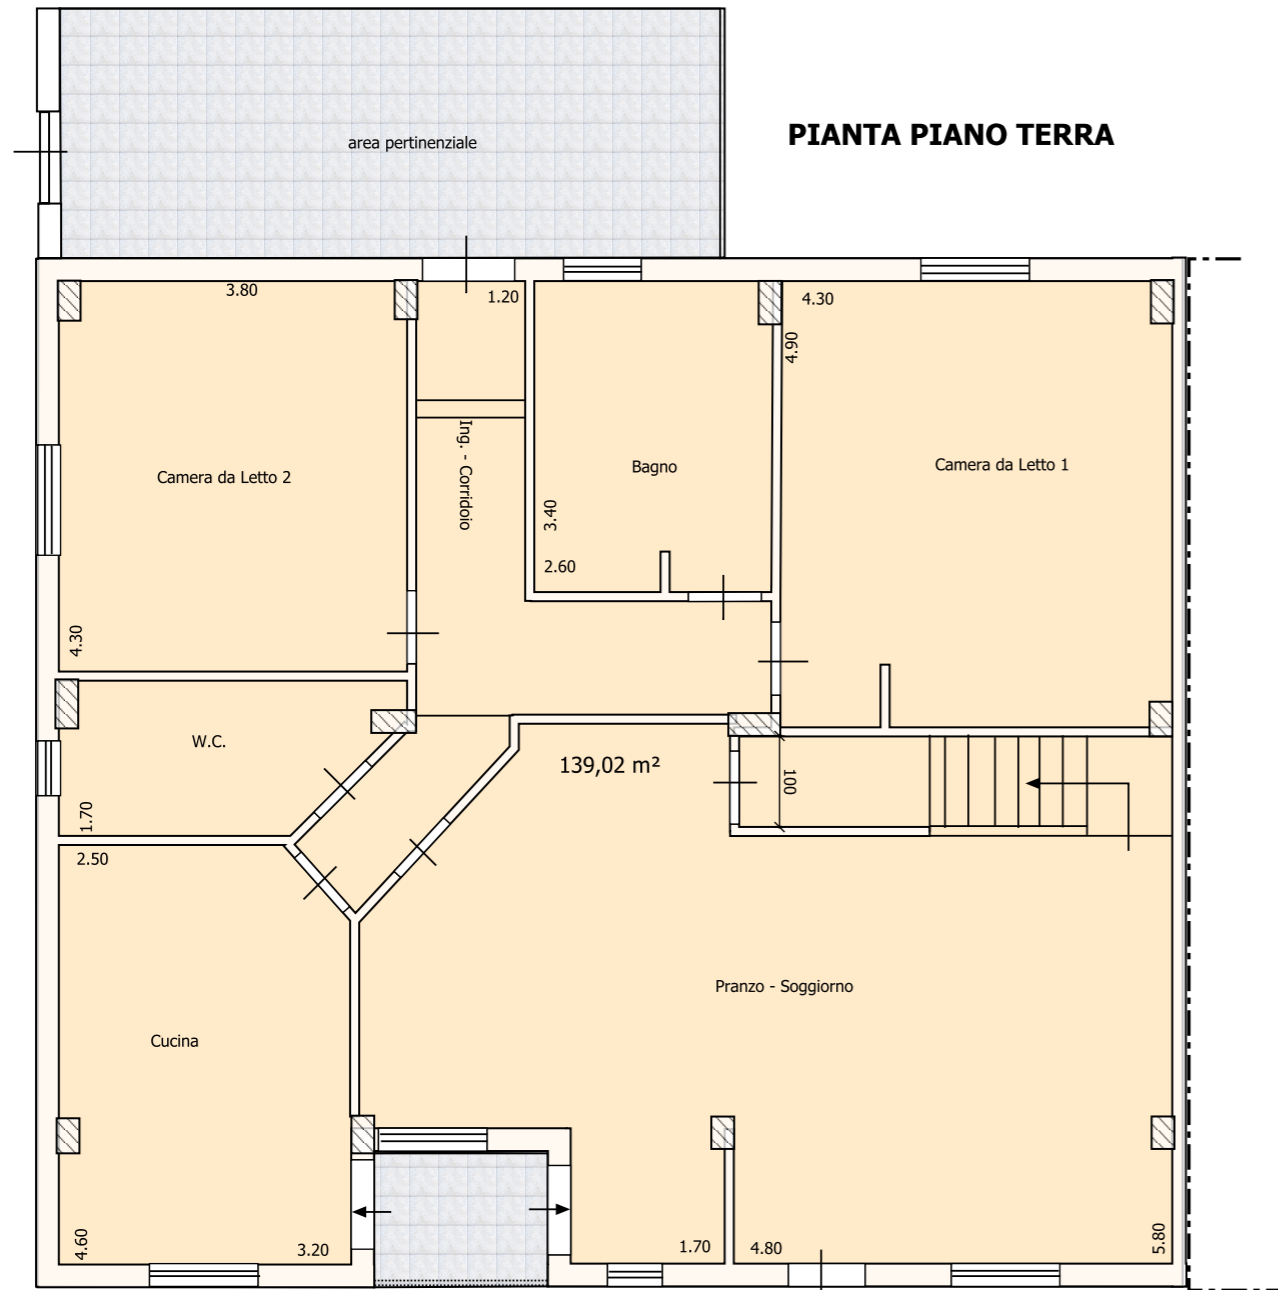 PIANTA PIANO TERRA
area pertinenziale
3.80
1.20
4.30
4.90
Camera da Letto 2
Ing. - Corridoio
Bagno
Camera da Letto 1
3.40
2.60
4.30
W.C.
139,02 m²
100
1.70
2.50
Pranzo - Soggiorno
Cucina
4.60
3.20
1.70
4.80
5.80